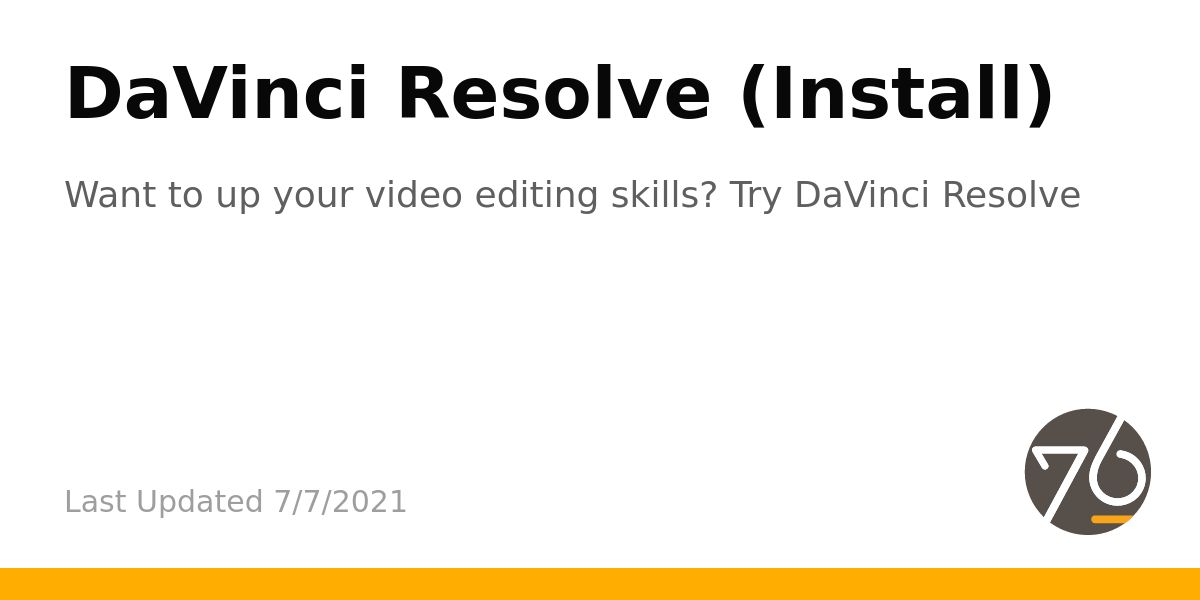 DaVinci Resolve (Install)
Want to up your video editing skills? Try DaVinci Resolve
Last Updated 7/7/2021
76